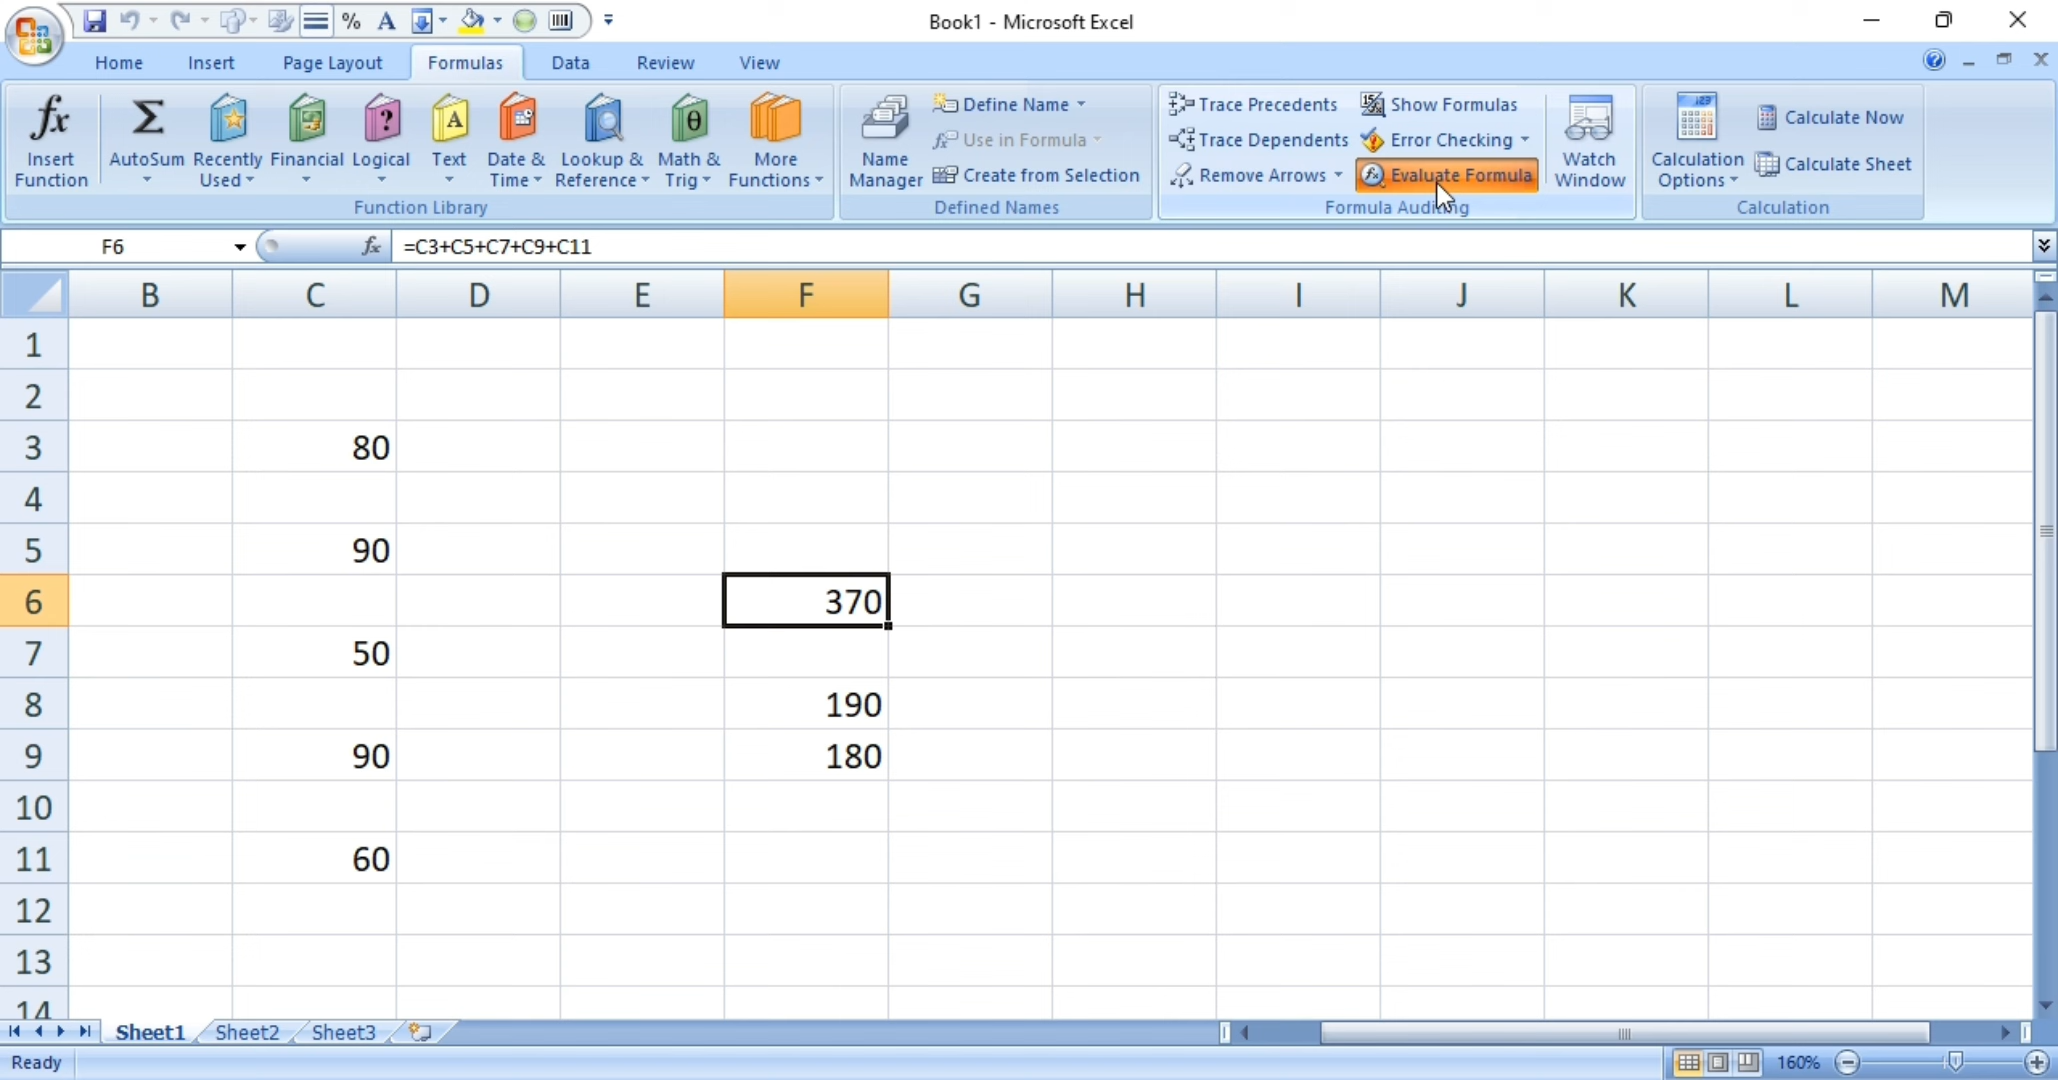 Book1 - Microsoft Excel
% A
Home Insert Page Layout Formulas Data Review View
fx Insert Function
Σ AutoSum
Recently Used
Financial
Logical
Text
Date & Time
Lookup & Reference
Math & Trig
More Functions
Function Library
Name Manager
Define Name
Use in Formula
Create from Selection
Defined Names
Trace Precedents
Trace Dependents
Remove Arrows
Show Formulas
Error Checking
Evaluate Formula
Watch Window
Formula Auditing
Calculation Options
Calculate Now
Calculate Sheet
Calculation
F6 fx =C3+C5+C7+C9+C11
B C D E F G H I J K L M
1
2
3 80
4
5 90
6 370
7 50
8 190
9 90 180
10
11 60
12
13
14
Sheet1 Sheet2 Sheet3
Ready 160%